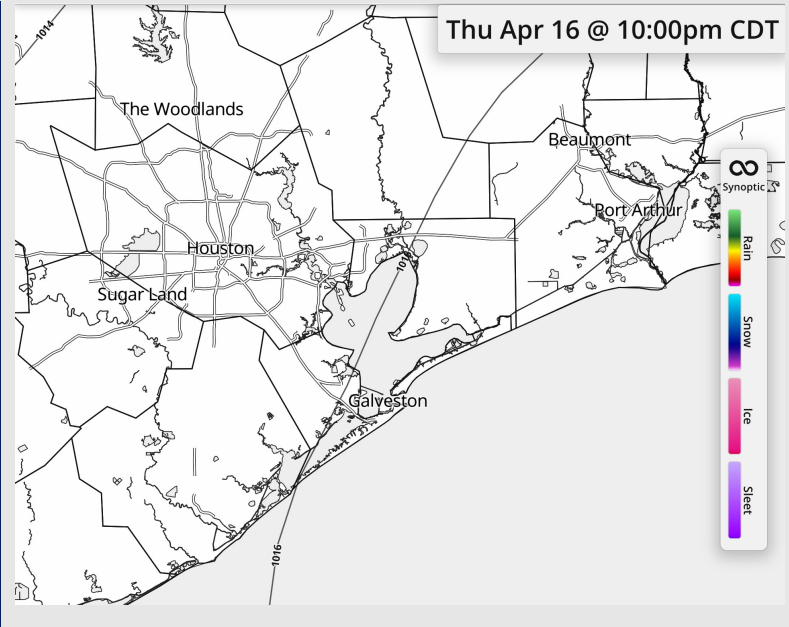 Thu Apr 16 @ 10:00pm CDT
1014
The Woodlands
Beaumont
Synoptic
Port Arthur
Houston
Rain
Sugar Land
Snow
Galveston
Ice
Sleet
1016